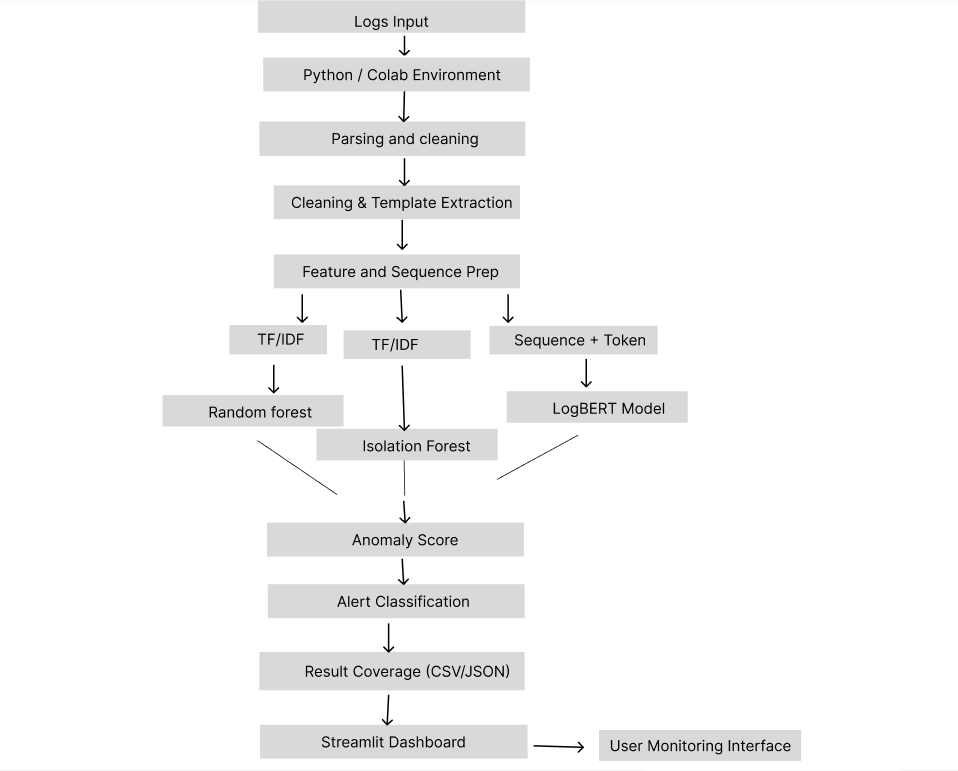 Logs Input
Python / Colab Environment
Parsing and cleaning
Cleaning & Template Extraction
Feature and Sequence Prep
TF/IDF
TF/IDF
Sequence + Token
Random forest
Isolation Forest
LogBERT Model
Anomaly Score
Alert Classification
Result Coverage (CSV/JSON)
Streamlit Dashboard
User Monitoring Interface